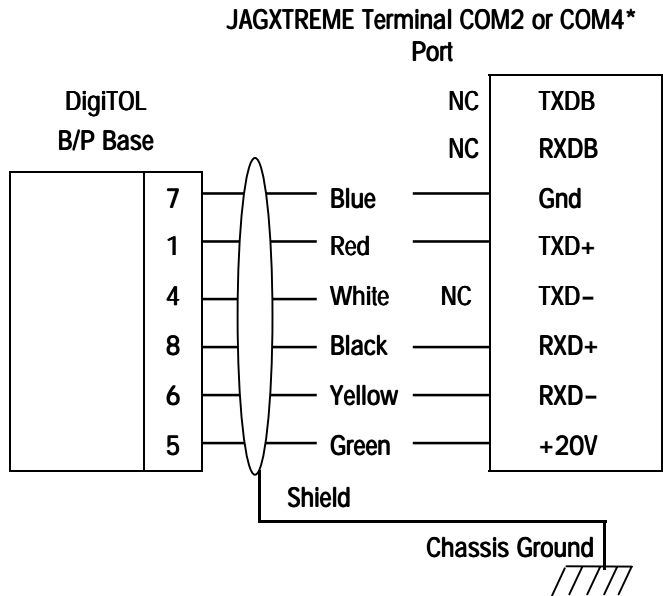 JAGXTREME Terminal COM2 or COM4*
Port
DigiTOL
B/P Base
NC TXDB
NC RXDB
7 Blue Gnd
1 Red TXD+
4 White NC TXD-
8 Black RXD+
6 Yellow RXD-
5 Green +20V
Shield
Chassis Ground